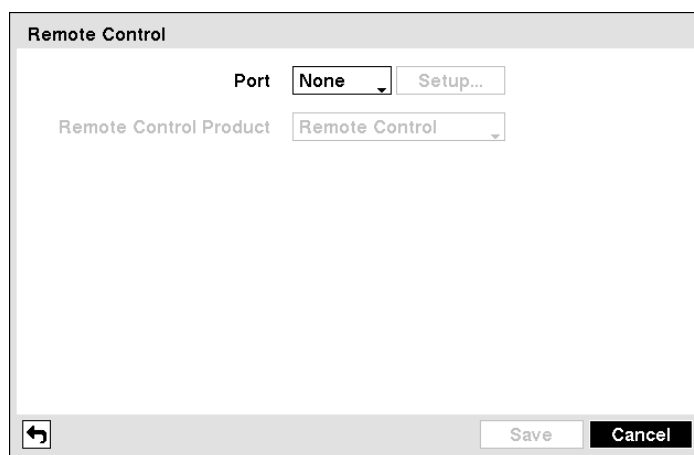 Remote Control
Port None Setup...
Remote Control Product Remote Control
Save Cancel